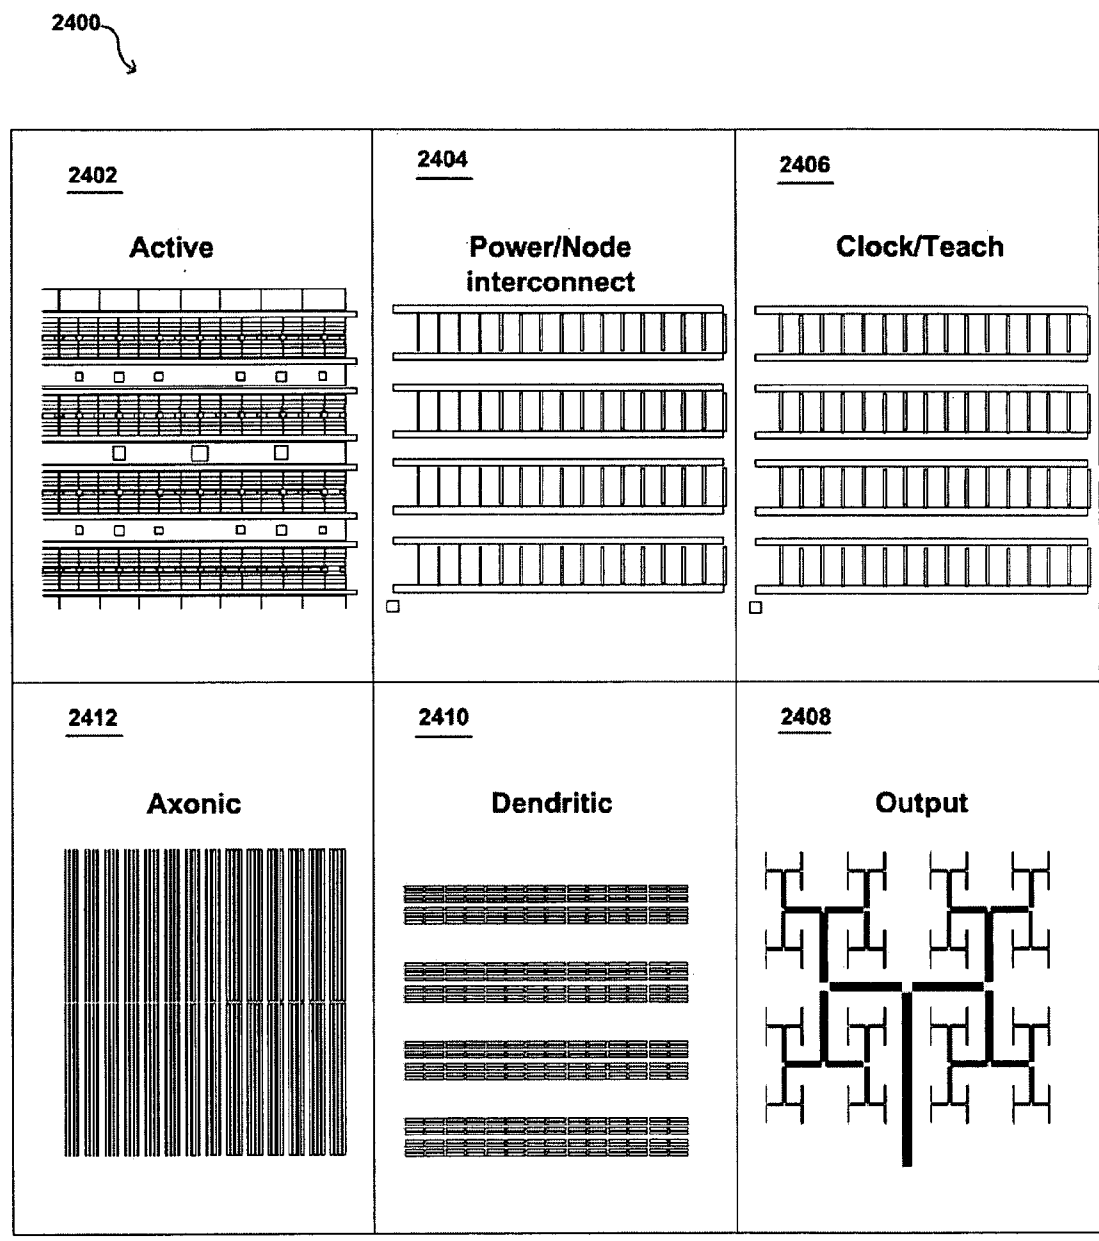 2400
2402
Active
2404
Power/Node
interconnect
2406
Clock/Teach
2412
Axonic
2410
Dendritic
2408
Output